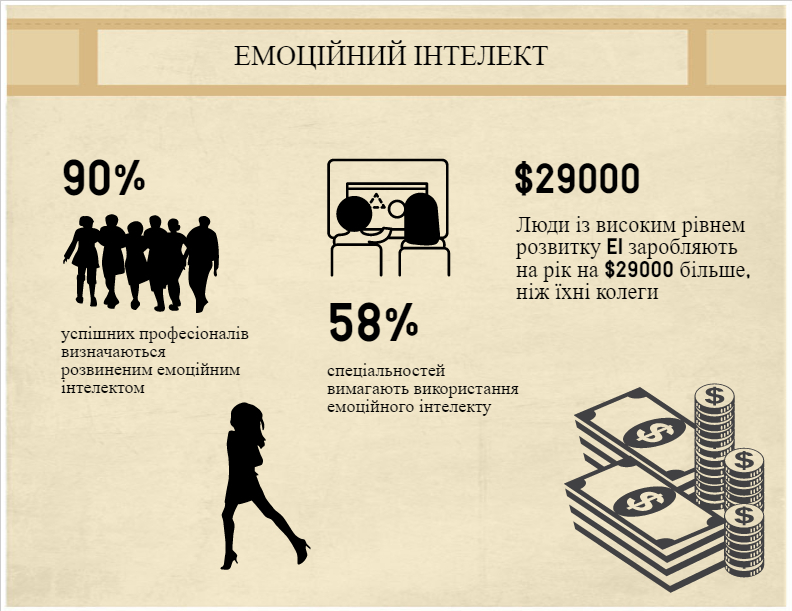 ЕМОЦІЙНИЙ ІНТЕЛЕКТ
90%
успішних професіоналів
визначаються
розвиненим емоційним
інтелектом
58%
спеціальностей
вимагають використання
емоційного інтелекту
$29000
Люди із високим рівнем
розвитку EI заробляють
на рік на $29000 більше,
ніж їхні колеги
$
$
$
$
$